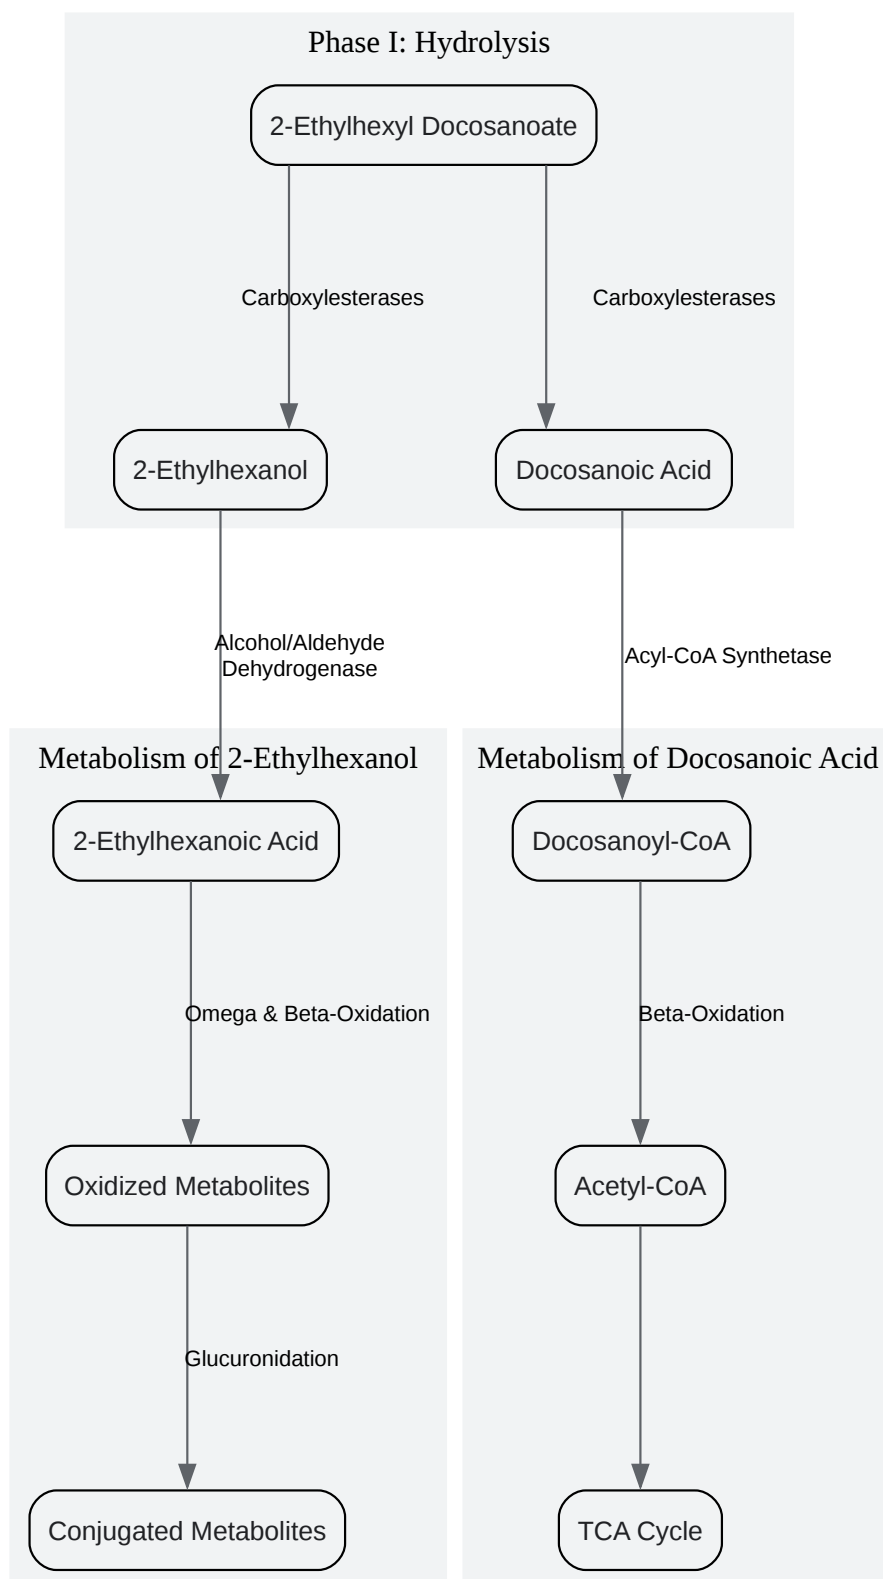 Phase I: Hydrolysis
2-Ethylhexyl Docosanoate
Carboxylesterases
Carboxylesterases
2-Ethylhexanol
Docosanoic Acid
Alcohol/Aldehyde
Dehydrogenase
Acyl-CoA Synthetase
Metabolism of 2-Ethylhexanol
Metabolism of Docosanoic Acid
2-Ethylhexanoic Acid
Docosanoyl-CoA
Omega & Beta-Oxidation
Beta-Oxidation
Oxidized Metabolites
Acetyl-CoA
Glucuronidation
Conjugated Metabolites
TCA Cycle